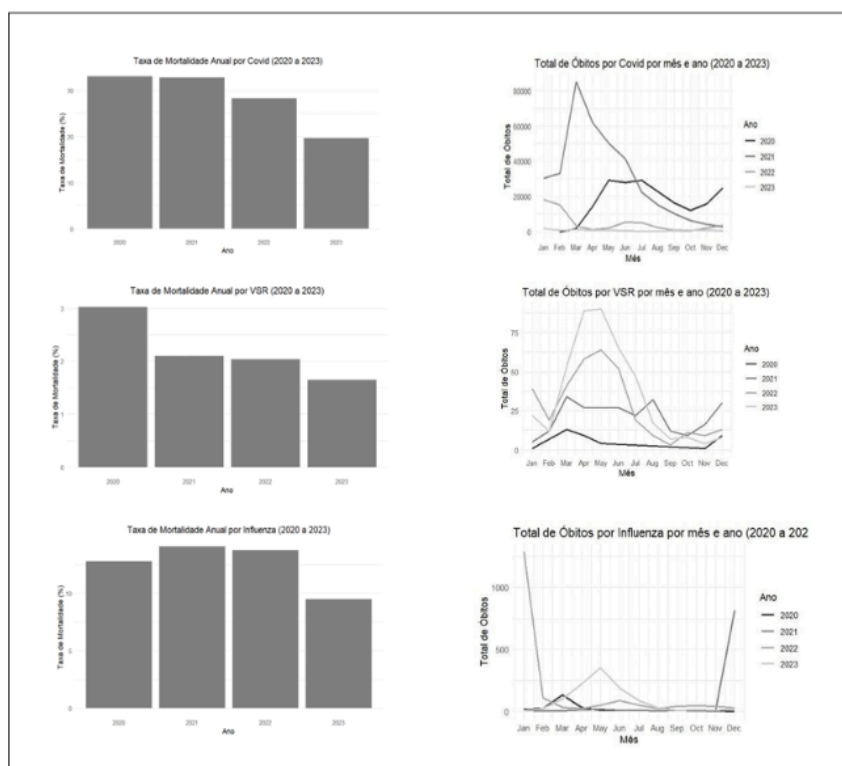 Taxa de Mortalidade Anual por Covid (2020 a 2023)
Taxa de Mortalidade (%)
30
20
10
0
2020 2021 2022 2023
Ano
Total de Óbitos por Covid por mês e ano (2020 a 2023)
Total de Óbitos
80000
60000
40000
20000
0
Jan Feb Mar Apr May Jun Jul Aug Sep Oct Nov Dec
Mês
Ano
2020
2021
2022
2023
Taxa de Mortalidade Anual por VSR (2020 a 2023)
Taxa de Mortalidade (%)
3
2
1
0
2020 2021 2022 2023
Ano
Total de Óbitos por VSR por mês e ano (2020 a 2023)
Total de Óbitos
75
50
25
0
Jan Feb Mar Apr May Jun Jul Aug Sep Oct Nov Dec
Mês
Ano
2020
2021
2022
2023
Taxa de Mortalidade Anual por Influenza (2020 a 2023)
Taxa de Mortalidade (%)
10
5
0
2020 2021 2022 2023
Ano
Total de Óbitos por Influenza por mês e ano (2020 a 202
Total de Óbitos
1000
500
0
Jan Feb Mar Apr May Jun Jul Aug Sep Oct Nov Dec
Mês
Ano
2020
2021
2022
2023